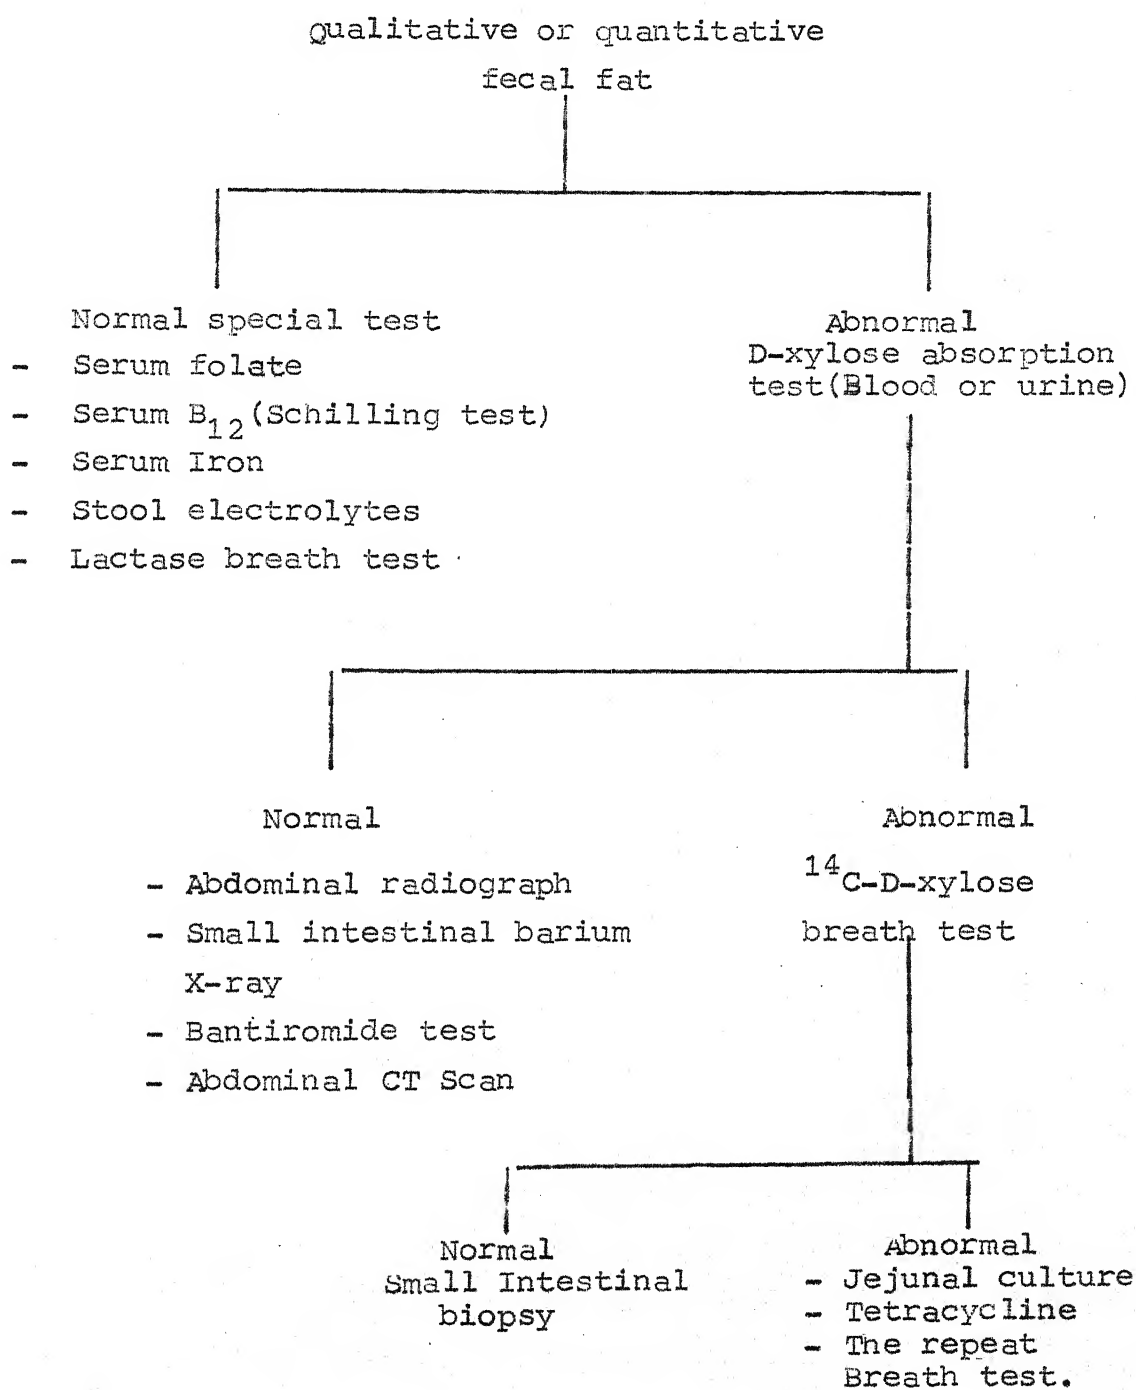 Qualitative or quantitative
fecal fat
Normal special test
- Serum folate
- Serum B12(Schilling test)
- Serum Iron
- Stool electrolytes
- Lactase breath test
Abnormal
D-xylose absorption
test(Blood or urine)
Normal
- Abdominal radiograph
- Small intestinal barium
X-ray
- Bantiromide test
- Abdominal CT Scan
Abnormal
14C-D-xylose
breath test
Normal
Small Intestinal
biopsy
Abnormal
- Jejunal culture
- Tetracycline
- The repeat
Breath test.